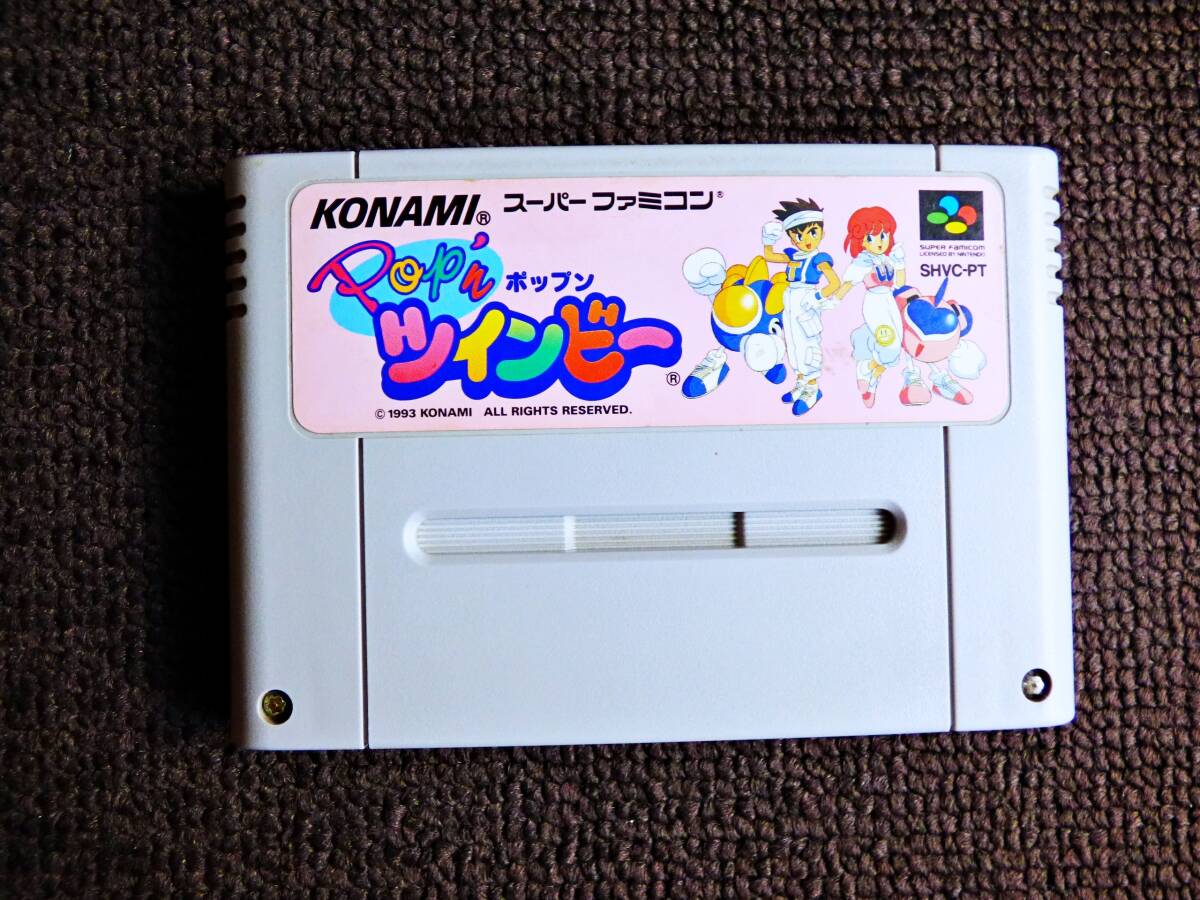 KONAMI®
スーパーファミコン®
Pop'n
ポップン
ツインビー®
© 1993 KONAMI ALL RIGHTS RESERVED.
SUPER FAMICOM
LICENSED BY NINTENDO
SHVC-PT